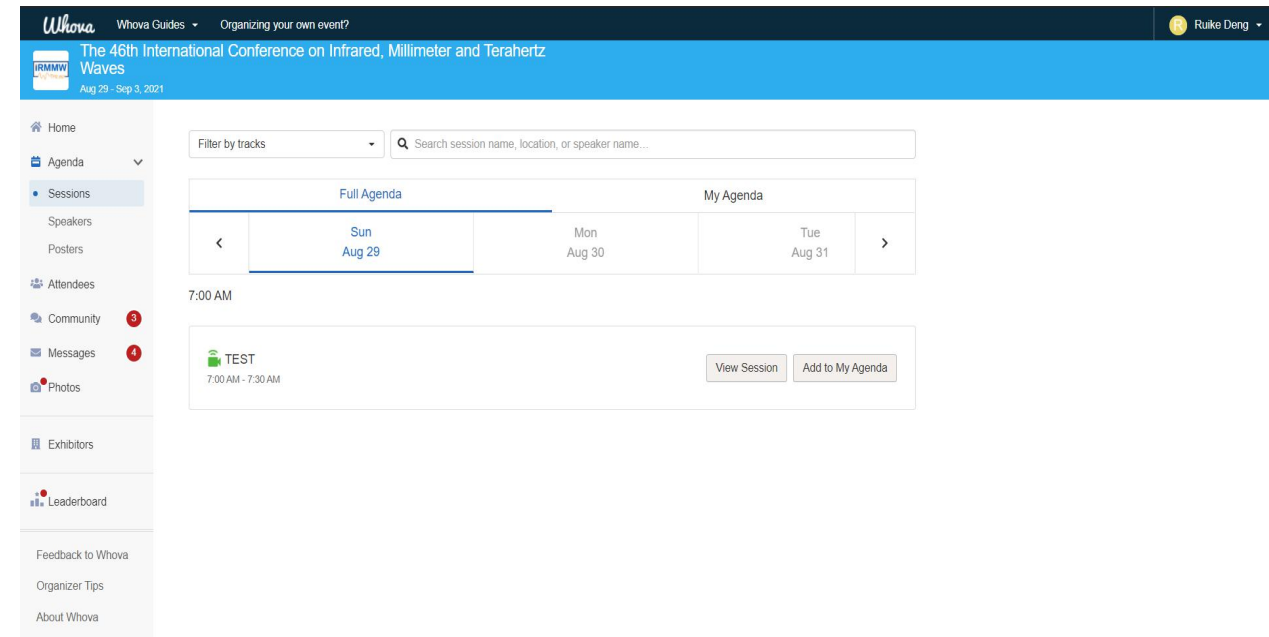 Whova Whova Guides Organizing your own event? R Ruike Deng
The 46th International Conference on Infrared, Millimeter and Terahertz
Waves
IRMMW
Aug 29 - Sep 3, 2021
Home
Agenda
Sessions
Speakers
Posters
Attendees
Community 3
Messages 4
Photos
Exhibitors
Leaderboard
Feedback to Whova
Organizer Tips
About Whova
Filter by tracks Search session name, location, or speaker name...
Full Agenda My Agenda
Sun Mon Tue
Aug 29 Aug 30 Aug 31
7:00 AM
TEST
7:00 AM - 7:30 AM
View Session Add to My Agenda